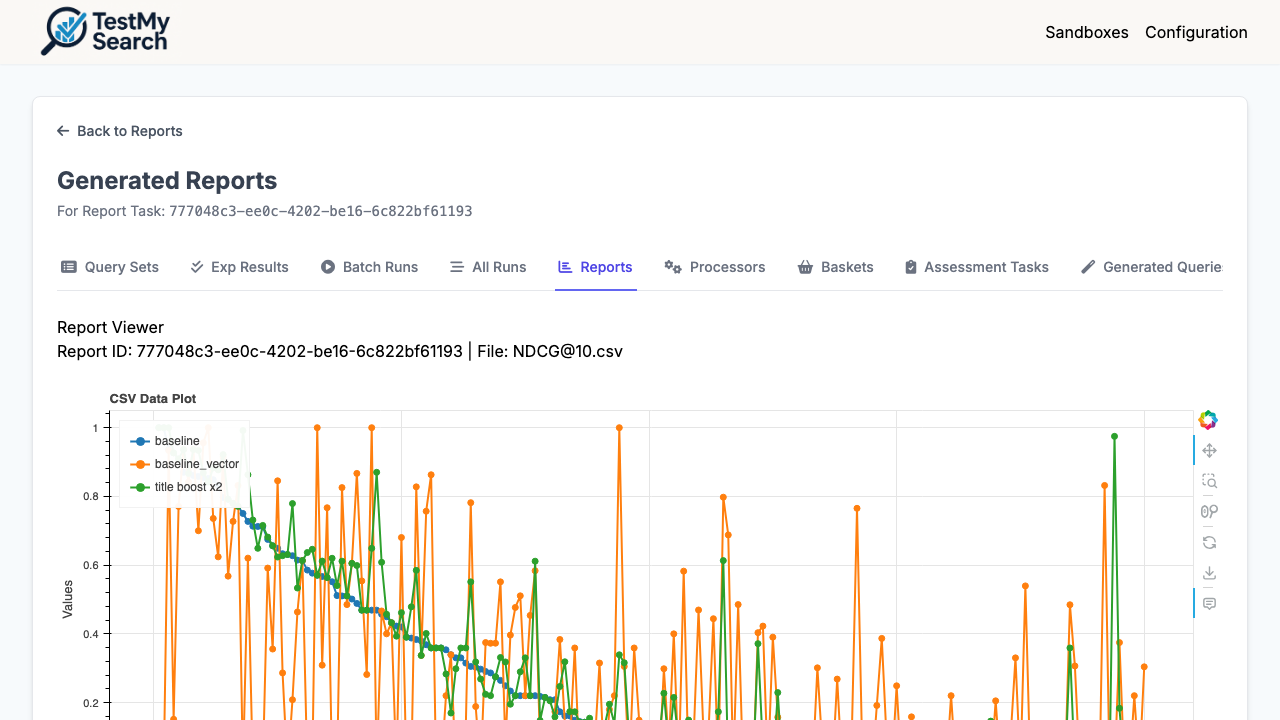 TestMy
Search
Sandboxes Configuration
Back to Reports
Generated Reports
For Report Task: 777048c3-ee0c-4202-be16-6c822bf61193
Query Sets Exp Results Batch Runs All Runs Reports Processors Baskets Assessment Tasks Generated Querie
Report Viewer
Report ID: 777048c3-ee0c-4202-be16-6c822bf61193 | File: NDCG@10.csv
CSV Data Plot
1
baseline
baseline_vector
title boost x2
0.8
0.6
Values
0.4
0.2